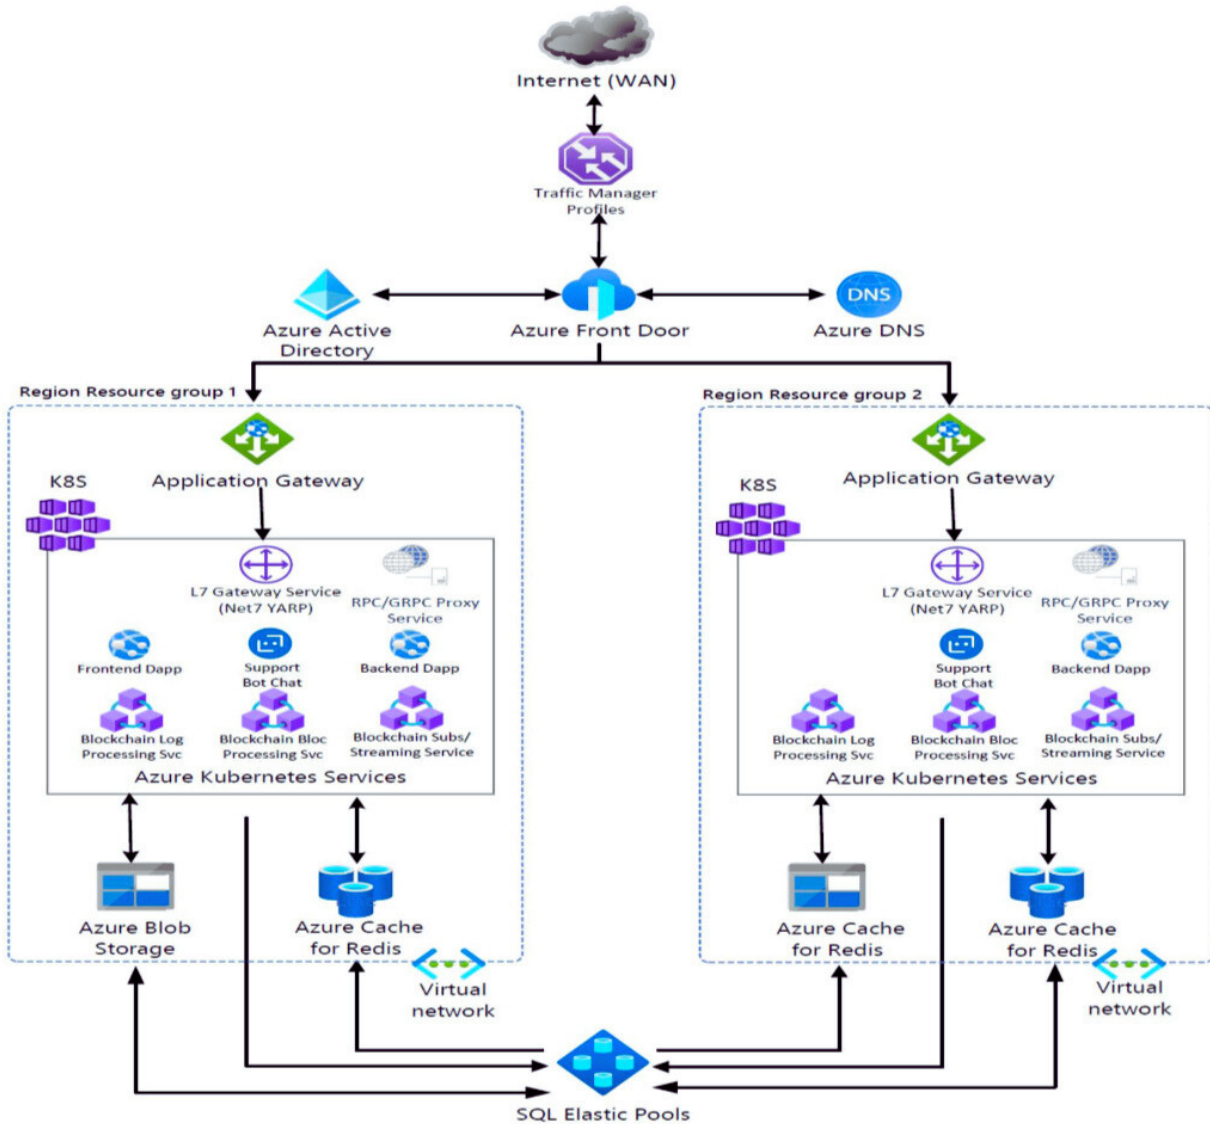 Internet (WAN)
Traffic Manager
Profiles
DNS
Azure Active
Directory
Azure Front Door
Azure DNS
Region Resource group 1
Application Gateway
K8S
L7 Gateway Service
(Net7 YARP)
RPC/GRPC Proxy
Service
Frontend Dapp
Support
Bot Chat
Backend Dapp
Blockchain Log
Processing Svc
Blockchain Bloc
Processing Svc
Blockchain Subs/
Streaming Service
Azure Kubernetes Services
Azure Blob
Storage
Azure Cache
for Redis
Virtual
network
Region Resource group 2
Application Gateway
K8S
L7 Gateway Service
(Net7 YARP)
RPC/GRPC Proxy
Service
Support
Bot Chat
Backend Dapp
Blockchain Log
Processing Svc
Blockchain Bloc
Processing Svc
Blockchain Subs/
Streaming Service
Azure Kubernetes Services
Azure Cache
for Redis
Azure Cache
for Redis
Virtual
network
SQL Elastic Pools